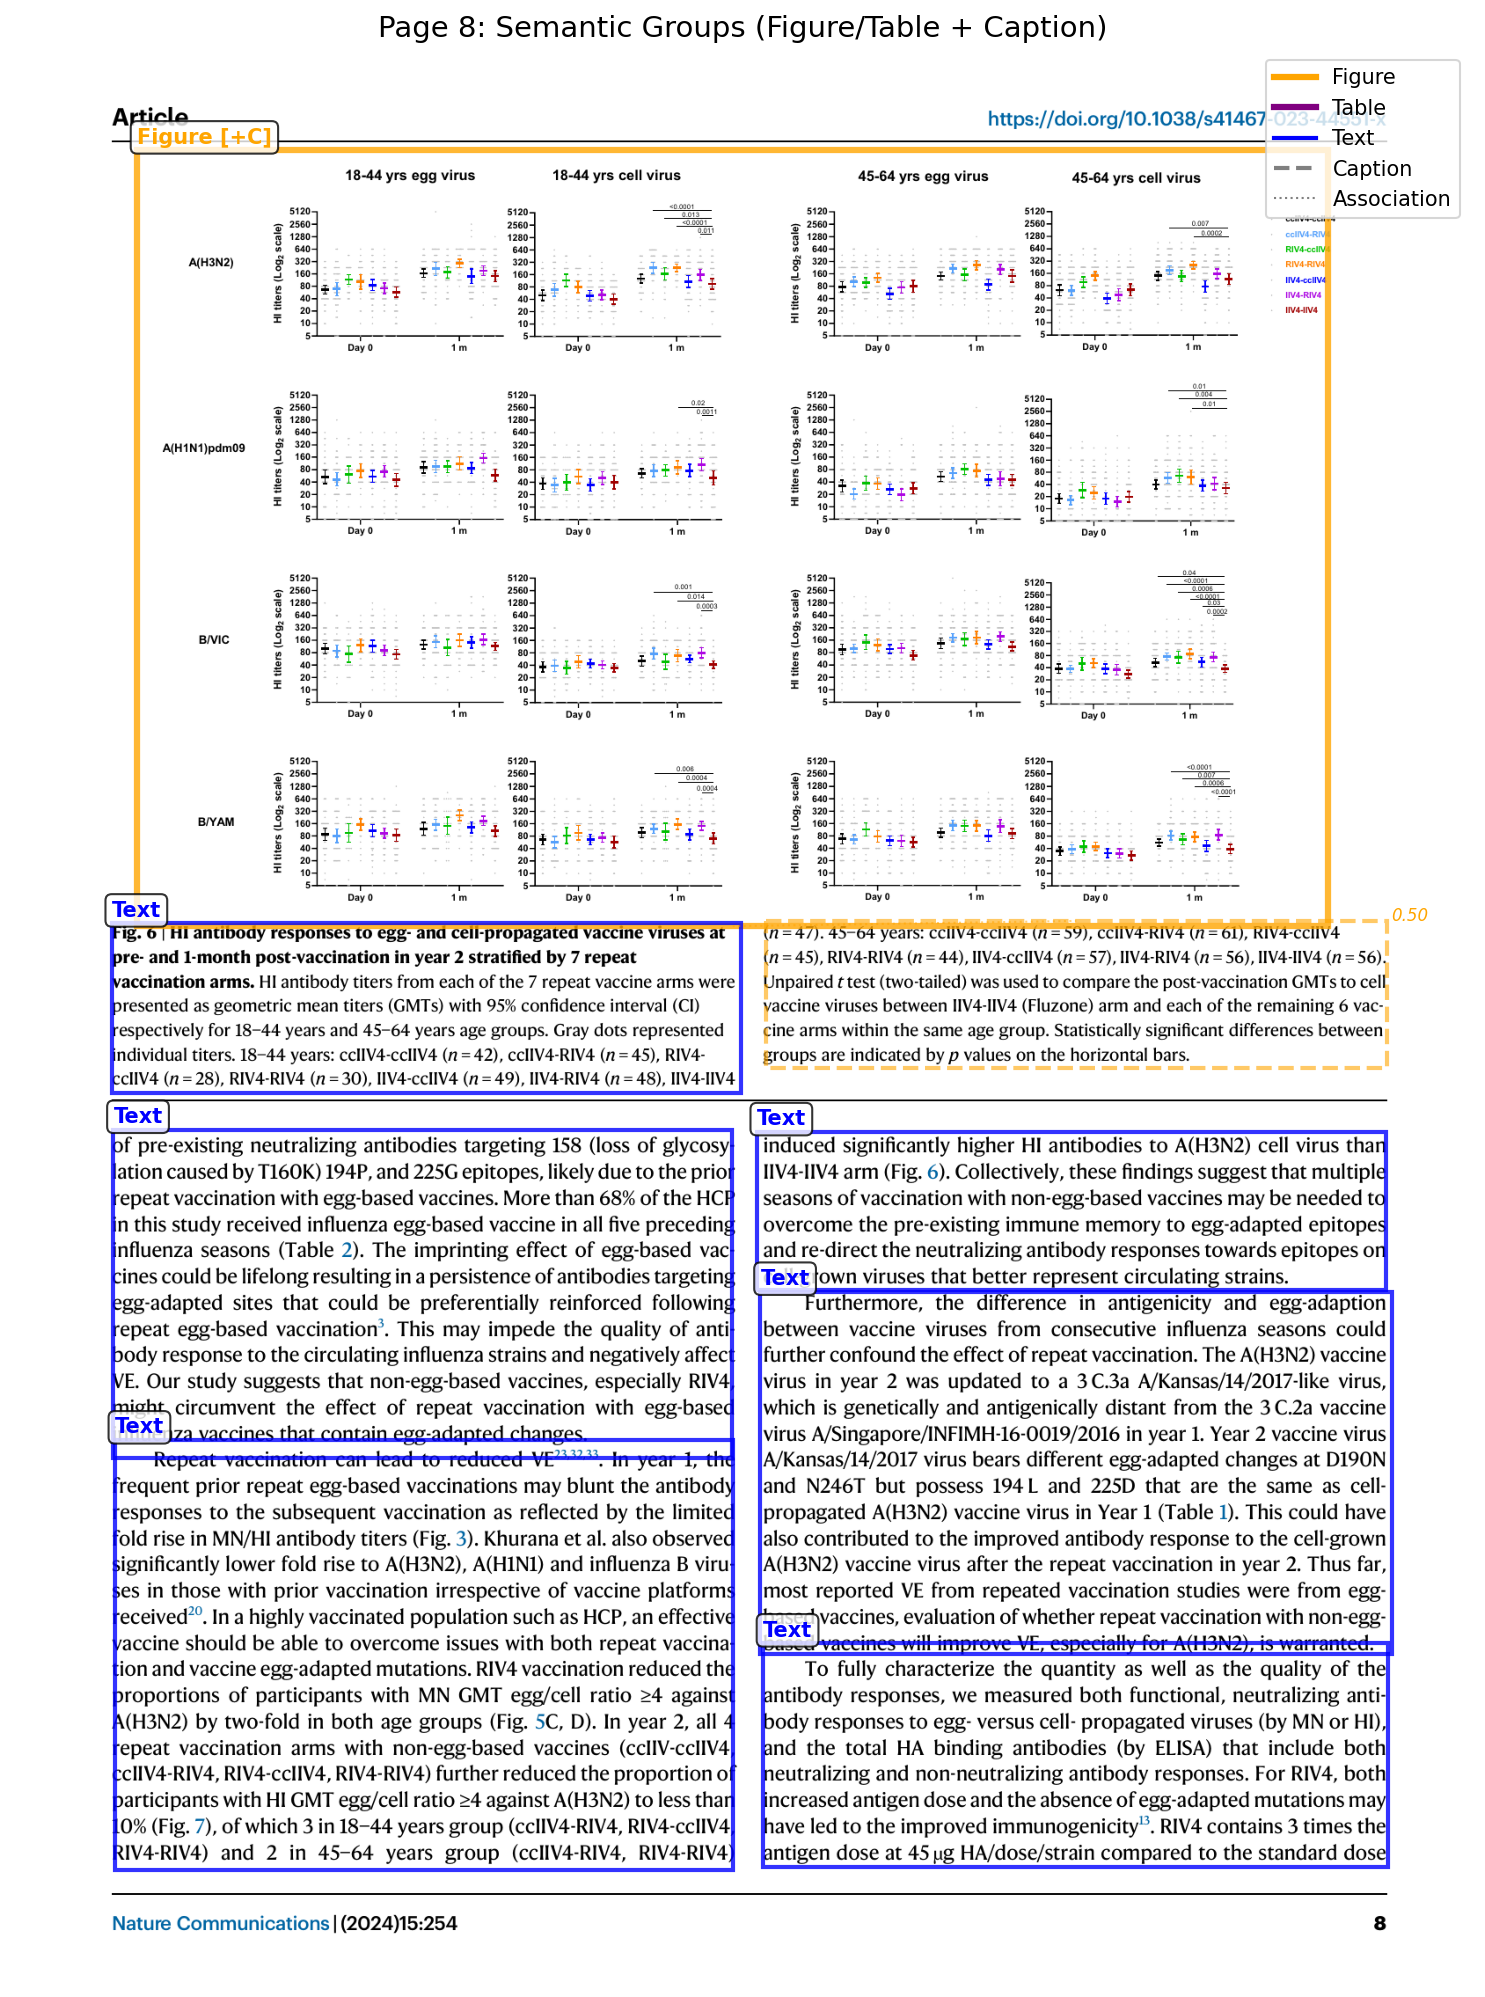 Page 8: Semantic Groups (Figure/Table + Caption)
Figure
Table
Text
Caption
Association
Article
https://doi.org/10.1038/s41467-023-44551-x
Figure [+C]
18-44 yrs egg virus
18-44 yrs cell virus
45-64 yrs egg virus
45-64 yrs cell virus
ccIIV4-ccIIV4
ccIIV4-RIV4
RIV4-ccIIV4
RIV4-RIV4
IIV4-ccIIV4
IIV4-RIV4
IIV4-IIV4
A(H3N2)
HI titers (Log2 scale)
5120
2560
1280
640
320
160
80
40
20
10
5
Day 0
1 m
<0.0001
0.013
<0.0001
0.011
0.007
0.0002
A(H1N1)pdm09
0.02
0.0011
0.01
0.004
0.01
B/VIC
0.001
0.014
0.0003
0.04
<0.0001
0.0006
<0.0001
0.03
0.0002
B/YAM
0.006
0.0004
0.0004
<0.0001
0.007
0.0006
<0.0001
Text
Fig. 6 | HI antibody responses to egg- and cell-propagated vaccine viruses at
pre- and 1-month post-vaccination in year 2 stratified by 7 repeat
vaccination arms. HI antibody titers from each of the 7 repeat vaccine arms were
presented as geometric mean titers (GMTs) with 95% confidence interval (CI)
respectively for 18–44 years and 45–64 years age groups. Gray dots represented
individual titers. 18–44 years: ccIIV4-ccIIV4 (n = 42), ccIIV4-RIV4 (n = 45), RIV4-
ccIIV4 (n = 28), RIV4-RIV4 (n = 30), IIV4-ccIIV4 (n = 49), IIV4-RIV4 (n = 48), IIV4-IIV4
0.50
(n = 47). 45–64 years: ccIIV4-ccIIV4 (n = 59), ccIIV4-RIV4 (n = 61), RIV4-ccIIV4
(n = 45), RIV4-RIV4 (n = 44), IIV4-ccIIV4 (n = 57), IIV4-RIV4 (n = 56), IIV4-IIV4 (n = 56).
Unpaired t test (two-tailed) was used to compare the post-vaccination GMTs to cell
vaccine viruses between IIV4-IIV4 (Fluzone) arm and each of the remaining 6 vac-
cine arms within the same age group. Statistically significant differences between
groups are indicated by p values on the horizontal bars.
Text
of pre-existing neutralizing antibodies targeting 158 (loss of glycosy-
lation caused by T160K) 194P, and 225G epitopes, likely due to the prior
repeat vaccination with egg-based vaccines. More than 68% of the HCP
in this study received influenza egg-based vaccine in all five preceding
influenza seasons (Table 2). The imprinting effect of egg-based vac-
cines could be lifelong resulting in a persistence of antibodies targeting
egg-adapted sites that could be preferentially reinforced following
repeat egg-based vaccination3. This may impede the quality of anti-
body response to the circulating influenza strains and negatively affect
VE. Our study suggests that non-egg-based vaccines, especially RIV4,
might circumvent the effect of repeat vaccination with egg-based
influenza vaccines that contain egg-adapted changes.
Text
Repeat vaccination can lead to reduced VE23,32,33. In year 1, the
frequent prior repeat egg-based vaccinations may blunt the antibody
responses to the subsequent vaccination as reflected by the limited
fold rise in MN/HI antibody titers (Fig. 3). Khurana et al. also observed
significantly lower fold rise to A(H3N2), A(H1N1) and influenza B viru-
ses in those with prior vaccination irrespective of vaccine platforms
received20. In a highly vaccinated population such as HCP, an effective
vaccine should be able to overcome issues with both repeat vaccina-
tion and vaccine egg-adapted mutations. RIV4 vaccination reduced the
proportions of participants with MN GMT egg/cell ratio ≥4 against
A(H3N2) by two-fold in both age groups (Fig. 5C, D). In year 2, all 4
repeat vaccination arms with non-egg-based vaccines (ccIIV-ccIIV4,
ccIIV4-RIV4, RIV4-ccIIV4, RIV4-RIV4) further reduced the proportion of
participants with HI GMT egg/cell ratio ≥4 against A(H3N2) to less than
10% (Fig. 7), of which 3 in 18–44 years group (ccIIV4-RIV4, RIV4-ccIIV4,
RIV4-RIV4) and 2 in 45–64 years group (ccIIV4-RIV4, RIV4-RIV4)
Text
induced significantly higher HI antibodies to A(H3N2) cell virus than
IIV4-IIV4 arm (Fig. 6). Collectively, these findings suggest that multiple
seasons of vaccination with non-egg-based vaccines may be needed to
overcome the pre-existing immune memory to egg-adapted epitopes
and re-direct the neutralizing antibody responses towards epitopes on
cell-grown viruses that better represent circulating strains.
Text
Furthermore, the difference in antigenicity and egg-adaption
between vaccine viruses from consecutive influenza seasons could
further confound the effect of repeat vaccination. The A(H3N2) vaccine
virus in year 2 was updated to a 3 C.3a A/Kansas/14/2017-like virus,
which is genetically and antigenically distant from the 3 C.2a vaccine
virus A/Singapore/INFIMH-16-0019/2016 in year 1. Year 2 vaccine virus
A/Kansas/14/2017 virus bears different egg-adapted changes at D190N
and N246T but possess 194 L and 225D that are the same as cell-
propagated A(H3N2) vaccine virus in Year 1 (Table 1). This could have
also contributed to the improved antibody response to the cell-grown
A(H3N2) vaccine virus after the repeat vaccination in year 2. Thus far,
most reported VE from repeated vaccination studies were from egg-
based vaccines, evaluation of whether repeat vaccination with non-egg-
based vaccines will improve VE, especially for A(H3N2), is warranted.
Text
To fully characterize the quantity as well as the quality of the
antibody responses, we measured both functional, neutralizing anti-
body responses to egg- versus cell- propagated viruses (by MN or HI),
and the total HA binding antibodies (by ELISA) that include both
neutralizing and non-neutralizing antibody responses. For RIV4, both
increased antigen dose and the absence of egg-adapted mutations may
have led to the improved immunogenicity13. RIV4 contains 3 times the
antigen dose at 45 µg HA/dose/strain compared to the standard dose
Nature Communications | (2024)15:254
8